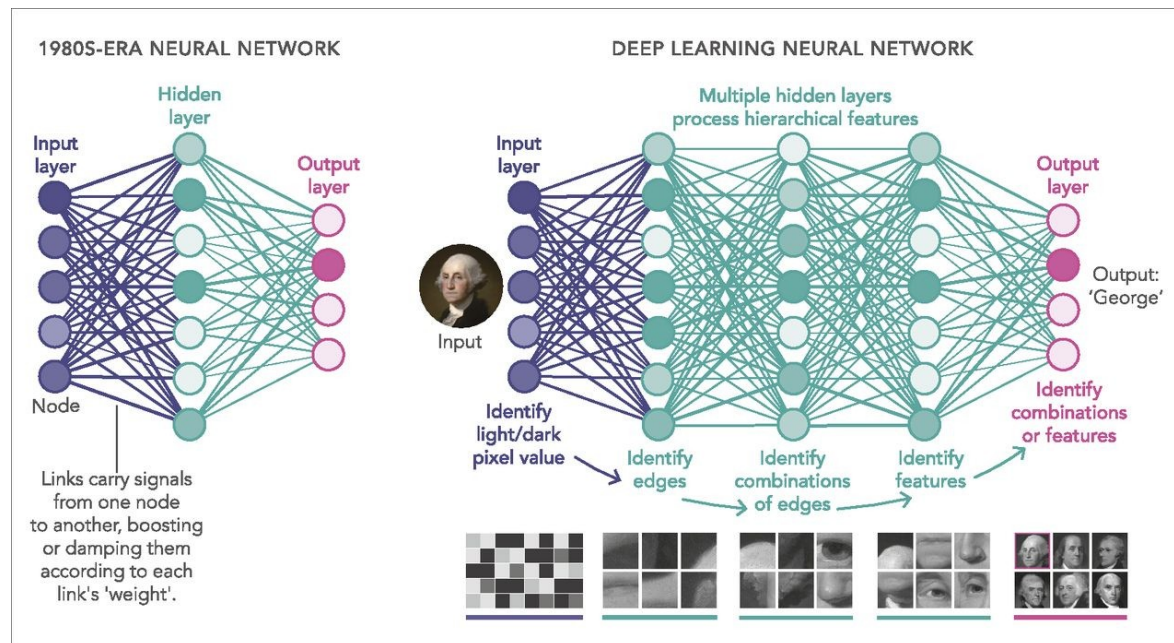 1980S-ERA NEURAL NETWORK
Hidden
layer
Input
layer
Output
layer
Node
Links carry signals
from one node
to another, boosting
or damping them
according to each
link's 'weight'.
DEEP LEARNING NEURAL NETWORK
Multiple hidden layers
process hierarchical features
Input
layer
Output
layer
Input
Output:
‘George’
Identify
light/dark
pixel value
Identify
edges
Identify
combinations
of edges
Identify
features
Identify
combinations
or features